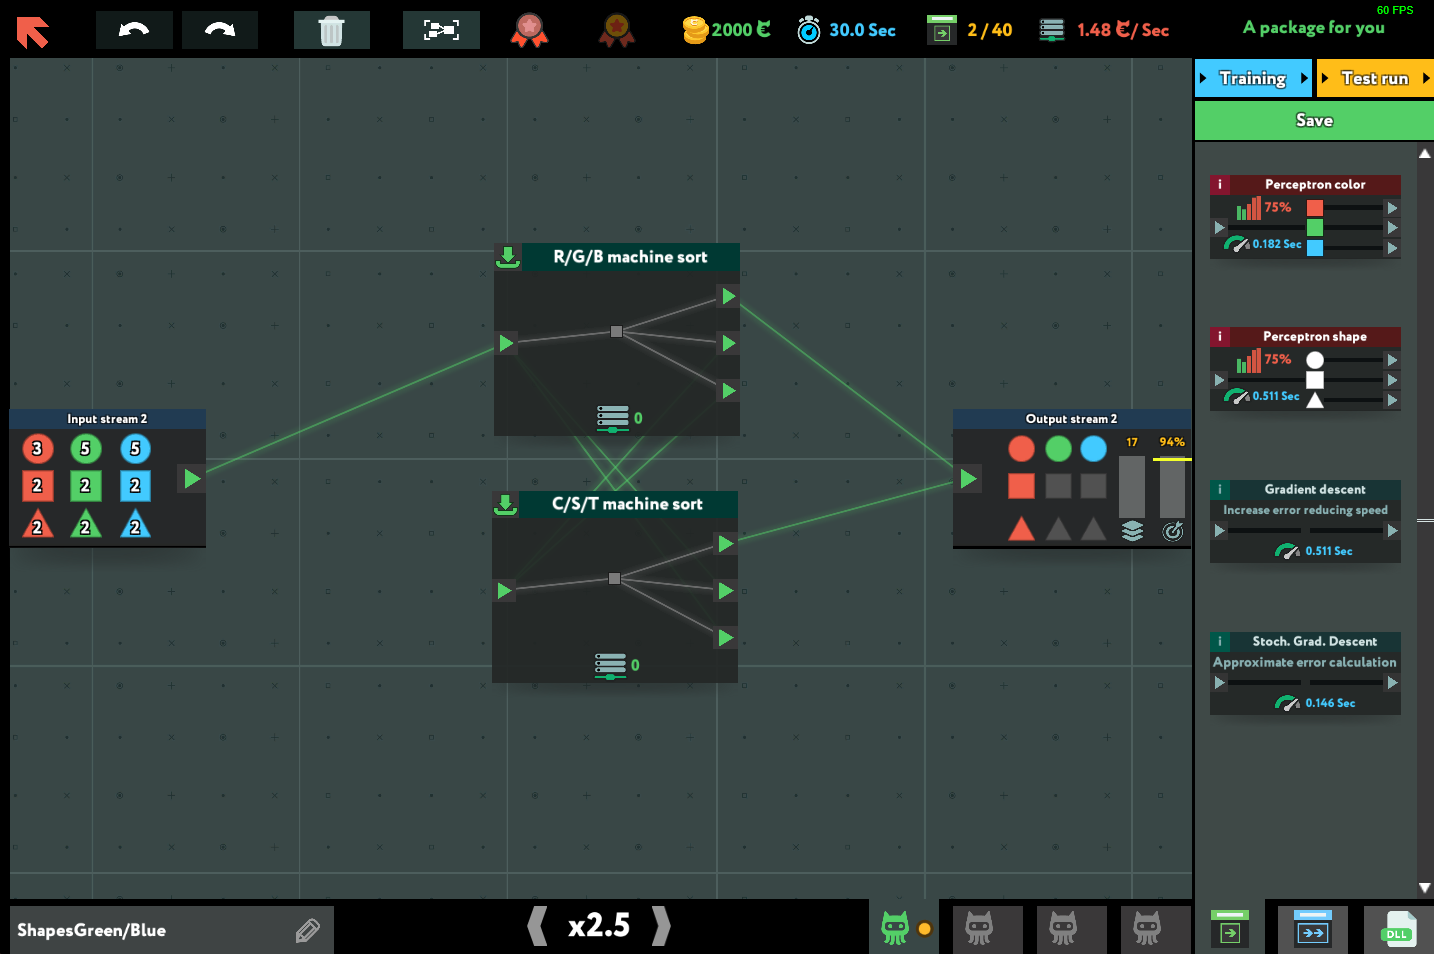 60 FPS
2000
30.0 Sec
2 / 40
1.48 / Sec
A package for you
Training
Test run
Save
i
Perceptron color
75%
0.182 Sec
i
Perceptron shape
75%
0.511 Sec
i
Gradient descent
Increase error reducing speed
0.511 Sec
i
Stoch. Grad. Descent
Approximate error calculation
0.146 Sec
R/G/B machine sort
0
Input stream 2
3 5 5
2 2 2
2 2 2
C/S/T machine sort
0
Output stream 2
17 94%
ShapesGreen/Blue
x2.5
DLL